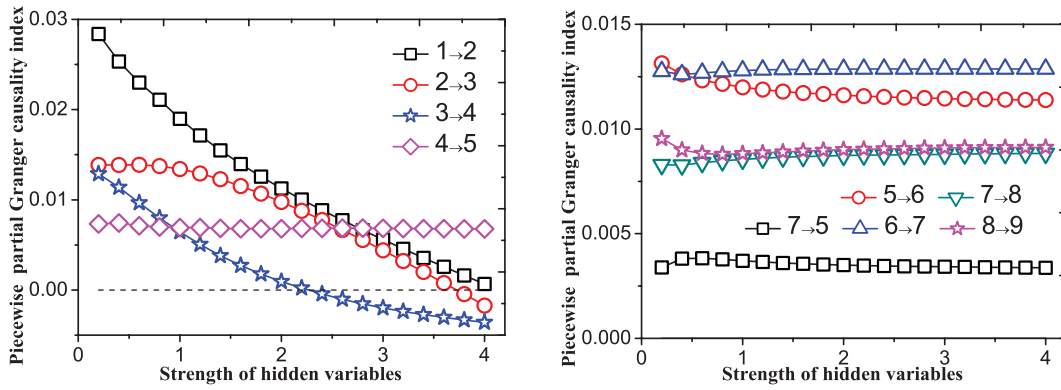 Piecewise partial Granger causality index
0.03
0.02
0.01
0.00
1→2
2→3
3→4
4→5
0 1 2 3 4
Strength of hidden variables
Piecewise partial Granger causality index
0.015
0.010
0.005
0.000
5→6 7→8
7→5 6→7 8→9
0 1 2 3 4
Strength of hidden variables